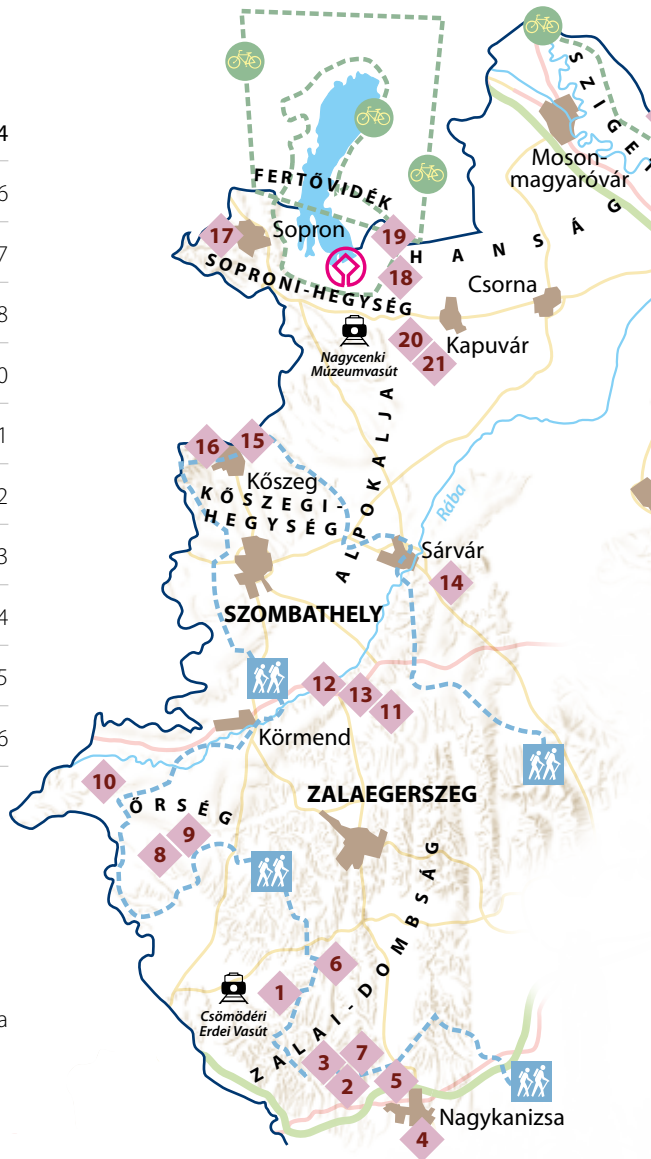 4
6
7
8
0
1
2
3
4
5
6
a
SZIGET
Moson-
magyaróvár
FERTŐVIDÉK
17
Sopron
19
HANSÁG
18
SOPRONI-HEGYSÉG
Csorna
20
Kapuvár
21
Nagycenki
Múzeumvasút
ALPOKALJA
16
15
Kőszeg
KŐSZEGI-
HEGYSÉG
Rába
Sárvár
14
SZOMBATHELY
12
13
11
Körmend
10
ŐRSÉG
ZALAEGERSZEG
9
8
6
1
Csömödéri
Erdei Vasút
ZALAI-DOMBSÁG
7
3
2
5
Nagykanizsa
4